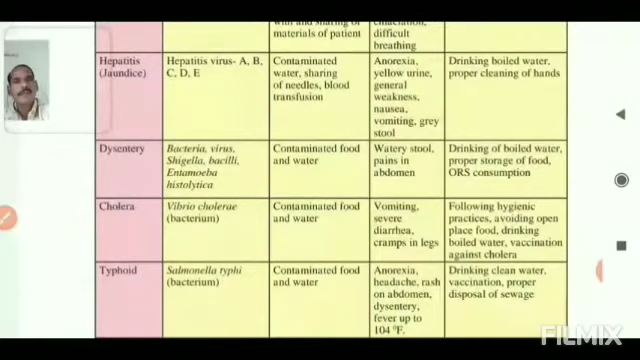 with and sharing of
materials of patient
emaciation,
difficult
breathing
Hepatitis
(Jaundice)
Hepatitis virus- A, B,
C, D, E
Contaminated
water, sharing
of needles, blood
transfusion
Anorexia,
yellow urine,
general
weakness,
nausea,
vomiting, grey
stool
Drinking boiled water,
proper cleaning of hands
Dysentery
Bacteria, virus,
Shigella, bacilli,
Entamoeba
histolytica
Contaminated food
and water
Watery stool,
pains in
abdomen
Drinking of boiled water,
proper storage of food,
ORS consumption
Cholera
Vibrio cholerae
(bacterium)
Contaminated food
and water
Vomiting,
severe
diarrhea,
cramps in legs
Following hygienic
practices, avoiding open
place food, drinking
boiled water, vaccination
against cholera
Typhoid
Salmonella typhi
(bacterium)
Contaminated food
and water
Anorexia,
headache, rash
on abdomen,
dysentery,
fever up to
104 °F.
Drinking clean water,
vaccination, proper
disposal of sewage
FILMIX